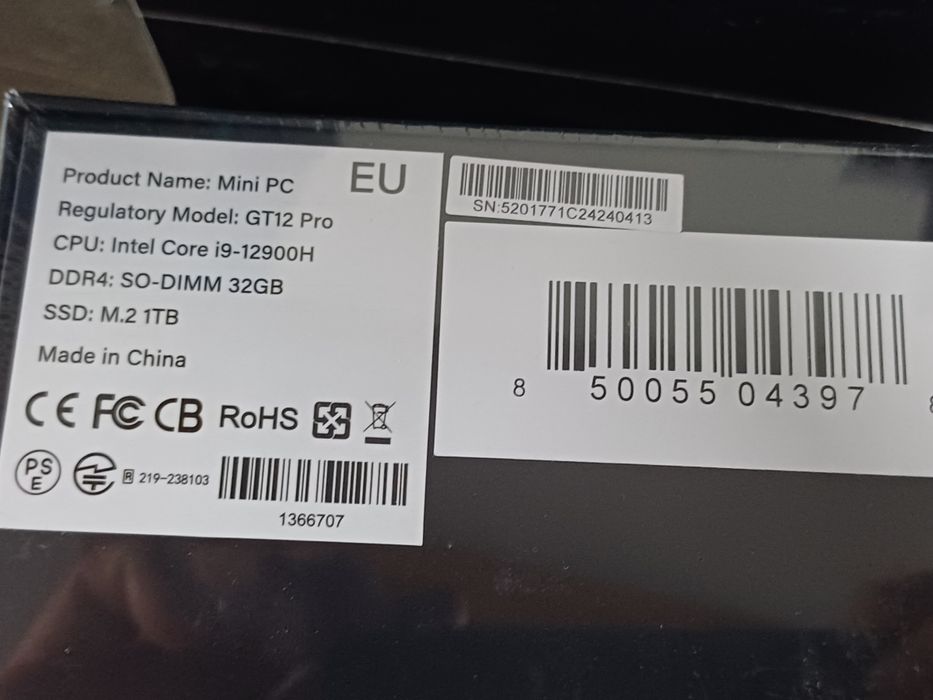 Product Name: Mini PC
EU
Regulatory Model: GT12 Pro
CPU: Intel Core i9-12900H
DDR4: SO-DIMM 32GB
SSD: M.2 1TB
Made in China
CE FC CB RoHS
PS E R 219-238103
1366707
SN:5201771C24240413
8 50055 04397